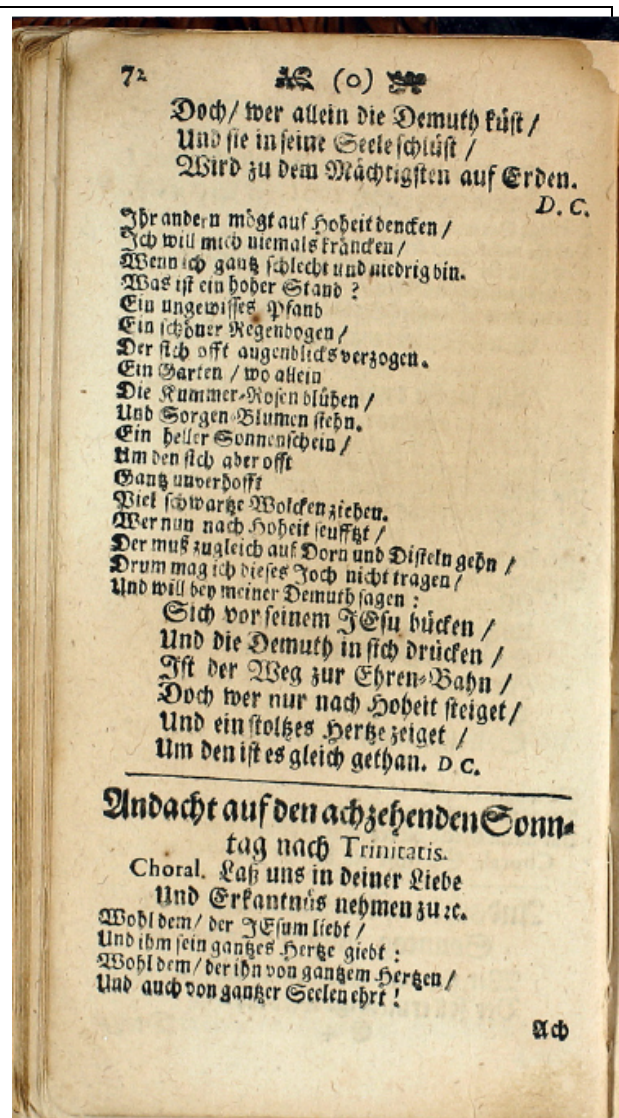 72 (o)
Doch/ wer allein die Demuth küst /
Und sie in seine Seele schlüst /
Wird zu dem Mächtigsten auf Erden.
D. C.
Ihr andern mögt auf Hoheit dencken /
Ich will mich niemals kräncken /
Wenn ich gantz schlecht und niedrig bin.
Was ist ein hoher Stand ?
Ein ungewisses Pfand
Ein schöner Regenbogen /
Der sich offt augenblicks verzogen.
Ein Garten / wo allein
Die Kummer-Rosen blühen /
Und Sorgen-Blumen stehn.
Ein heller Sonnenschein /
Um den sich aber offt
Gantz unverhofft
Viel schwartze Wolcken ziehen.
Wer nun nach Hoheit seufftzt /
Der muß zugleich auf Dorn und Disteln gehn /
Drum mag ich dieses Joch nicht tragen /
Und will bey meiner Demuth sagen :
Sich vor seinem JEsu bücken /
Und die Demuth in sich drücken /
Ist der Weg zur Ehren-Bahn /
Doch wer nur nach Hoheit steiget /
Und ein stoltzes Hertze zeiget /
Um den ist es gleich gethan. D C.
Andacht auf den achzehenden Sonn-
tag nach Trinitatis.
Choral. Laß uns in deiner Liebe
Und Erkantnüs nehmen zu ꝛc.
Wohl dem/ der JEsum liebt /
Und ihm sein gantzes Hertze giebt :
Wohl dem/ der ihn von gantzem Hertzen /
Und auch von gantzer Seelen ehrt !
Ach